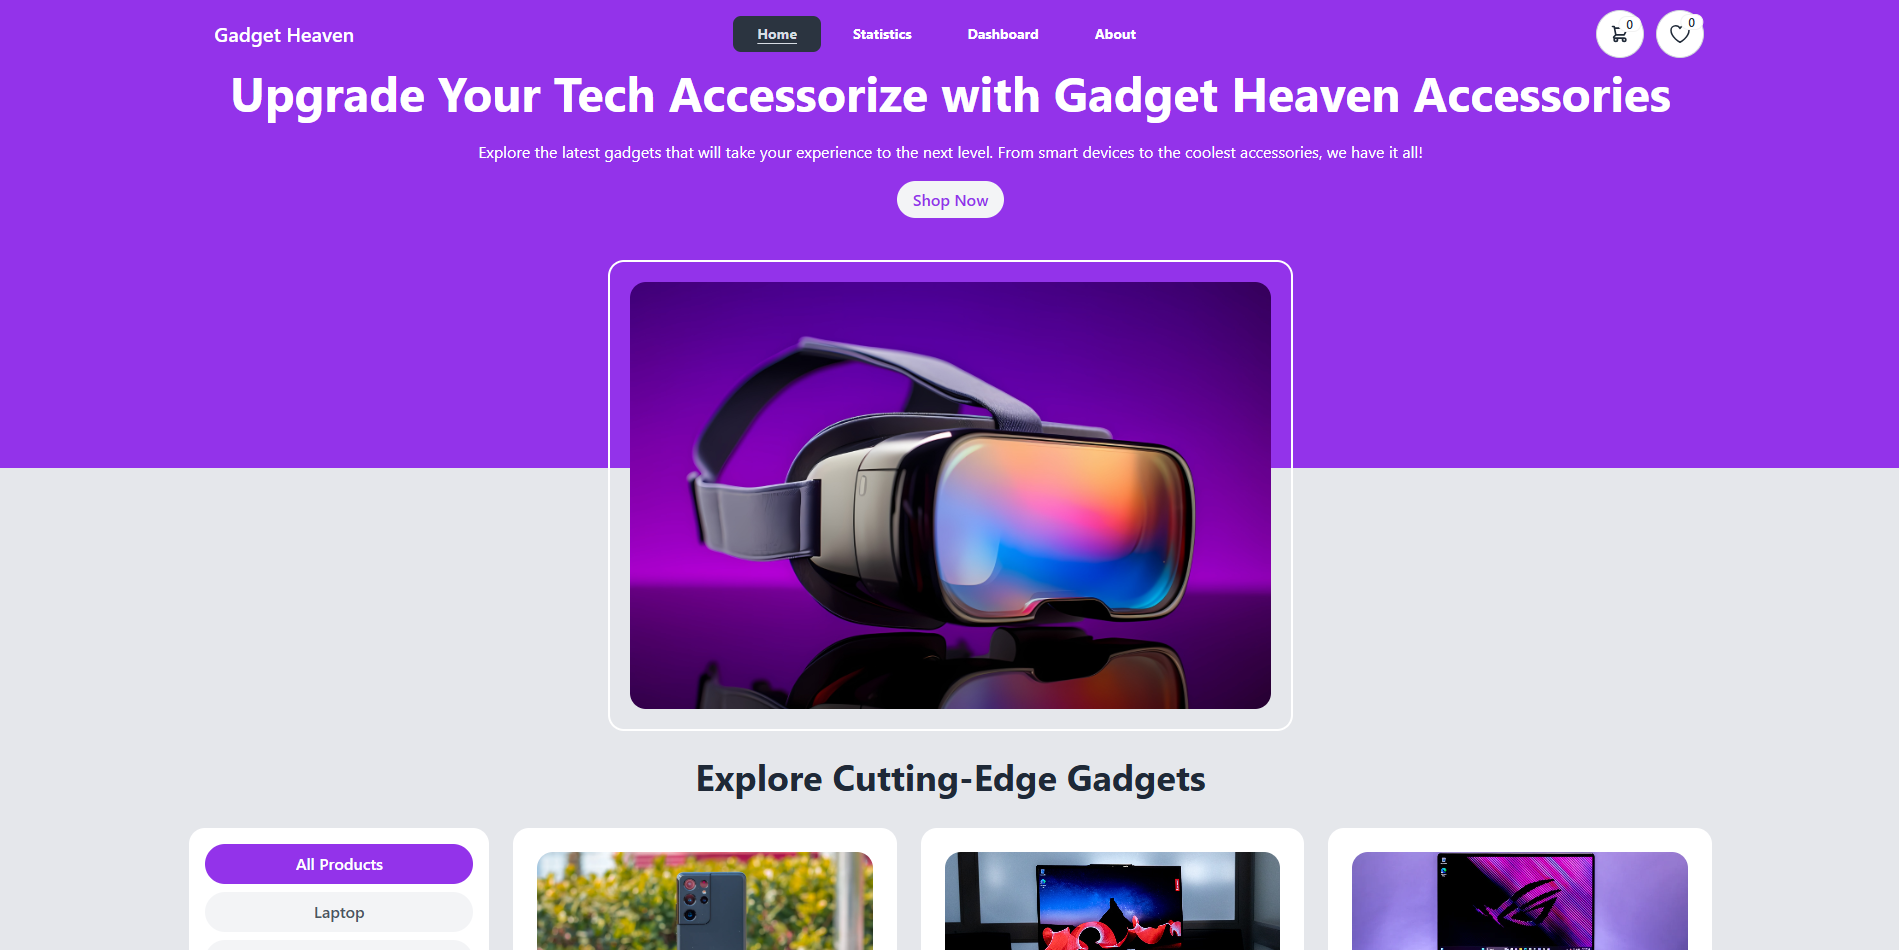 Gadget Heaven
Home
Statistics
Dashboard
About
0
0
Upgrade Your Tech Accessorize with Gadget Heaven Accessories
Explore the latest gadgets that will take your experience to the next level. From smart devices to the coolest accessories, we have it all!
Shop Now
Explore Cutting-Edge Gadgets
All Products
Laptop